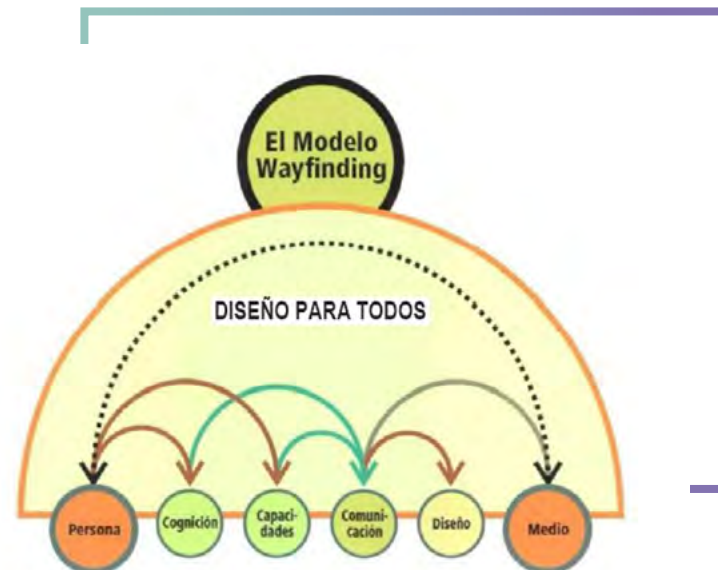 El Modelo
Wayfinding
DISEÑO PARA TODOS
Persona
Cognición
Capaci-
dades
Comuni-
cación
Diseño
Medio